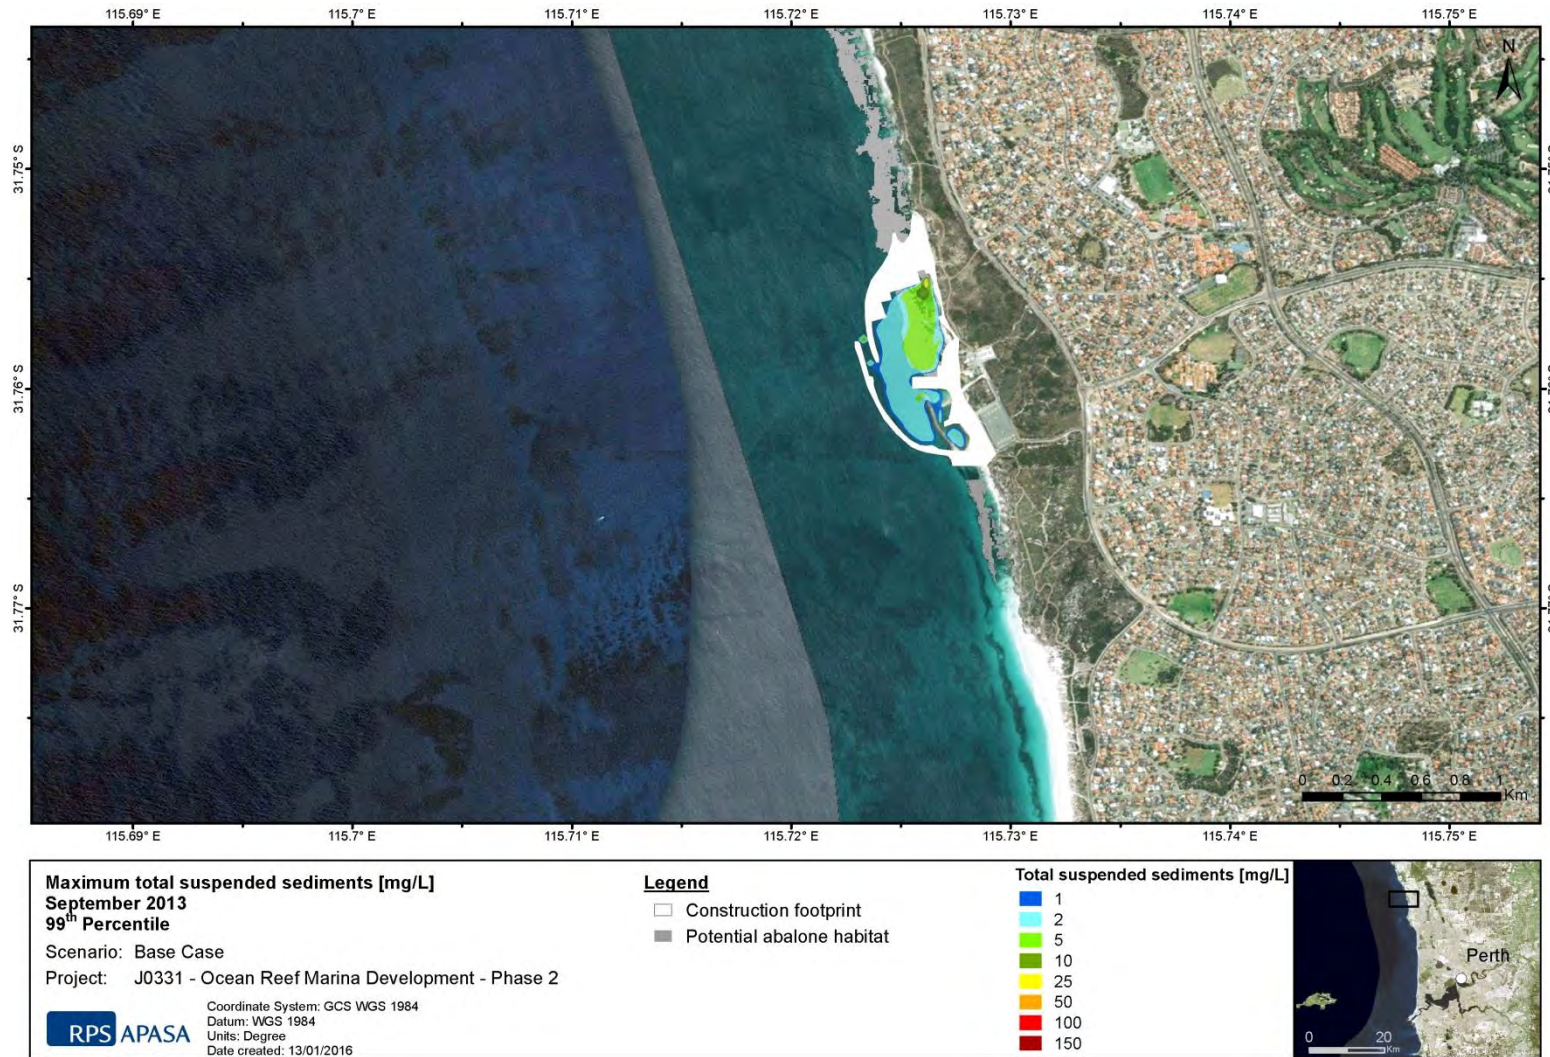 115.69° E 115.7° E 115.71° E 115.72° E 115.73° E 115.74° E 115.75° E
N
31.75° S
31.76° S
31.77° S
0 0.2 0.4 0.6 0.8 1
Km
115.69° E 115.7° E 115.71° E 115.72° E 115.73° E 115.74° E 115.75° E
Maximum total suspended sediments [mg/L]
September 2013
99th Percentile
Scenario: Base Case
Project: J0331 - Ocean Reef Marina Development - Phase 2
RPS APASA
Coordinate System: GCS WGS 1984
Datum: WGS 1984
Units: Degree
Date created: 13/01/2016
Legend
Construction footprint
Potential abalone habitat
Total suspended sediments [mg/L]
1
2
5
10
25
50
100
150
Perth
0 20
Km